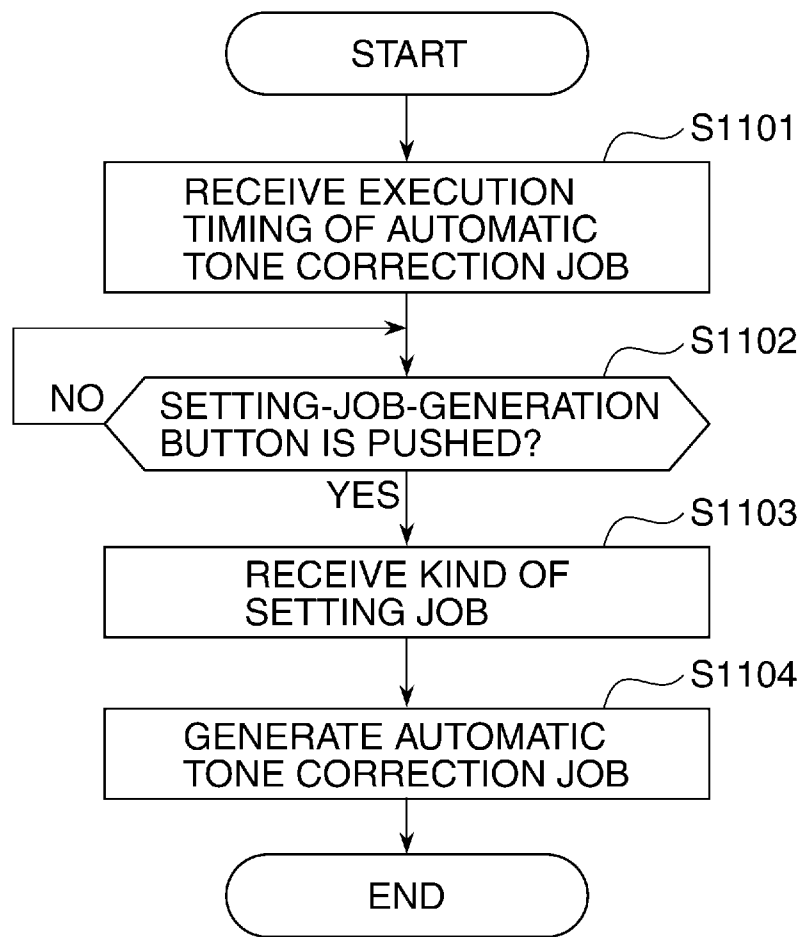 START
S1101
RECEIVE EXECUTION
TIMING OF AUTOMATIC
TONE CORRECTION JOB
S1102
NO
SETTING-JOB-GENERATION
BUTTON IS PUSHED?
YES
S1103
RECEIVE KIND OF
SETTING JOB
S1104
GENERATE AUTOMATIC
TONE CORRECTION JOB
END